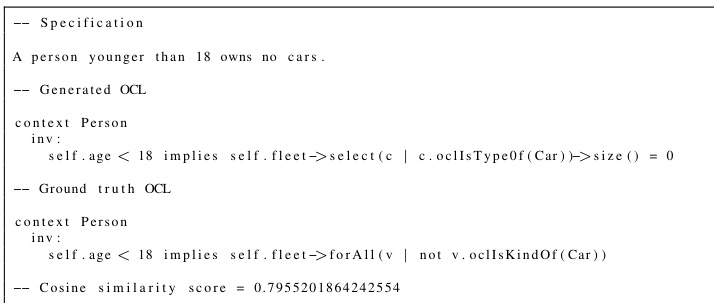 -- Specification
A person younger than 18 owns no cars.
-- Generated OCL
context Person
inv:
self.age < 18 implies self.fleet->select(c | c.oclIsTypeOf(Car))->size() = 0
-- Ground truth OCL
context Person
inv:
self.age < 18 implies self.fleet->forAll(v | not v.oclIsKindOf(Car))
-- Cosine similarity score = 0.7955201864242554